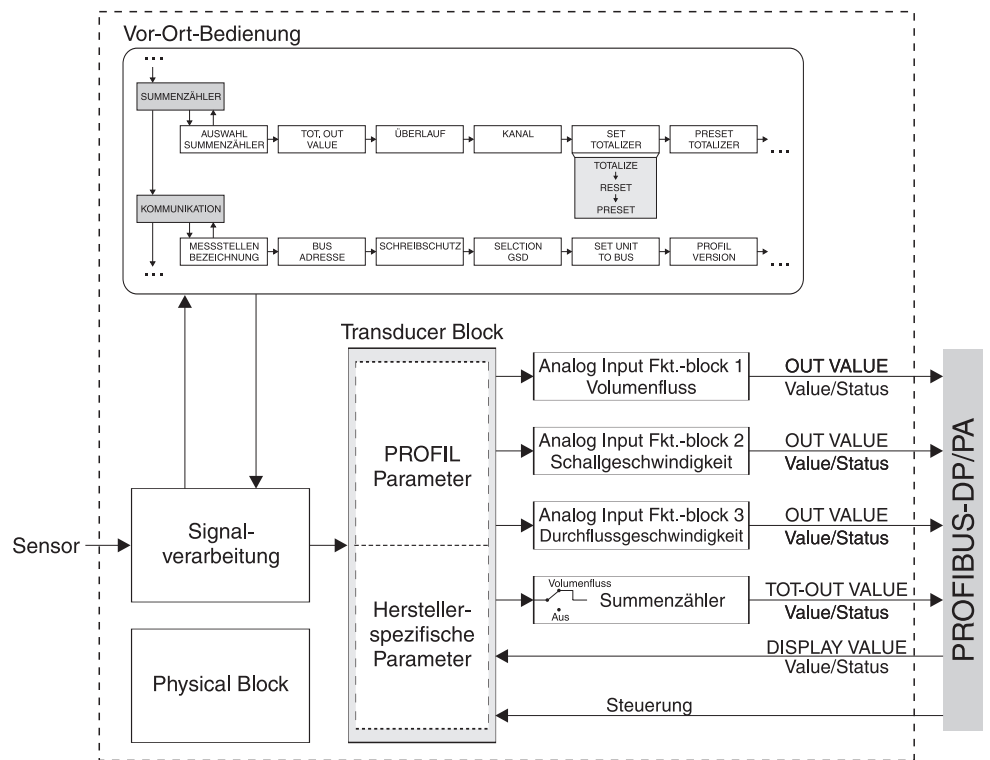 Vor-Ort-Bedienung
...
SUMMENZÄHLER
AUSWAHL
SUMMENZÄHLER
TOT, OUT
VALUE
ÜBERLAUF
KANAL
SET
TOTALIZER
PRESET
TOTALIZER
...
TOTALIZE
RESET
PRESET
KOMMUNIKATION
MESSSTELLEN
BEZEICHNUNG
BUS
ADRESSE
SCHREIBSCHUTZ
SELCTION
GSD
SET UNIT
TO BUS
PROFIL
VERSION
...
...
Transducer Block
PROFIL
Parameter
Hersteller-
spezifische
Parameter
Sensor
Signal-
verarbeitung
Physical Block
Analog Input Fkt.-block 1
Volumenfluss
OUT VALUE
Value/Status
Analog Input Fkt.-block 2
Schallgeschwindigkeit
OUT VALUE
Value/Status
Analog Input Fkt.-block 3
Durchflussgeschwindigkeit
OUT VALUE
Value/Status
Volumenfluss
Aus
Summenzähler
TOT-OUT VALUE
Value/Status
DISPLAY VALUE
Value/Status
Steuerung
PROFIBUS-DP/PA